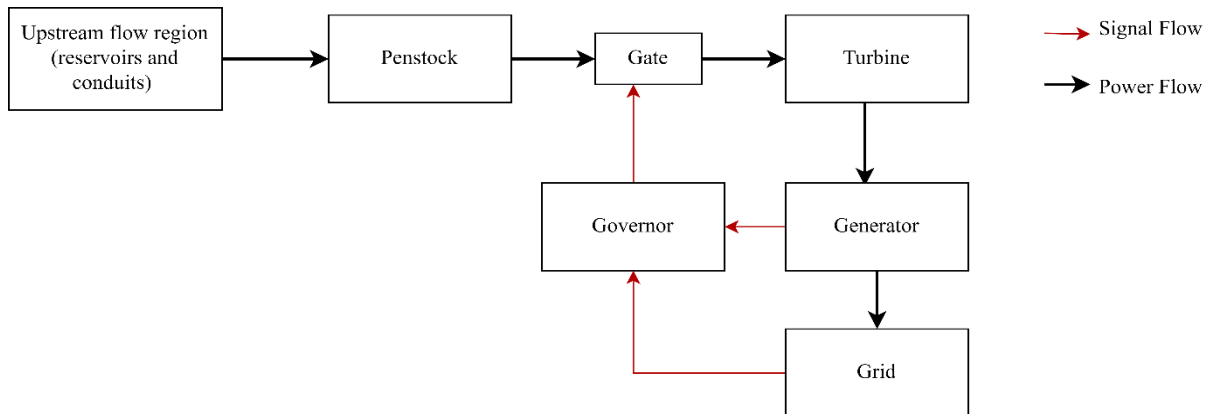 Upstream flow region
(reservoirs and
conduits)
Penstock
Gate
Turbine
Signal Flow
Power Flow
Governor
Generator
Grid